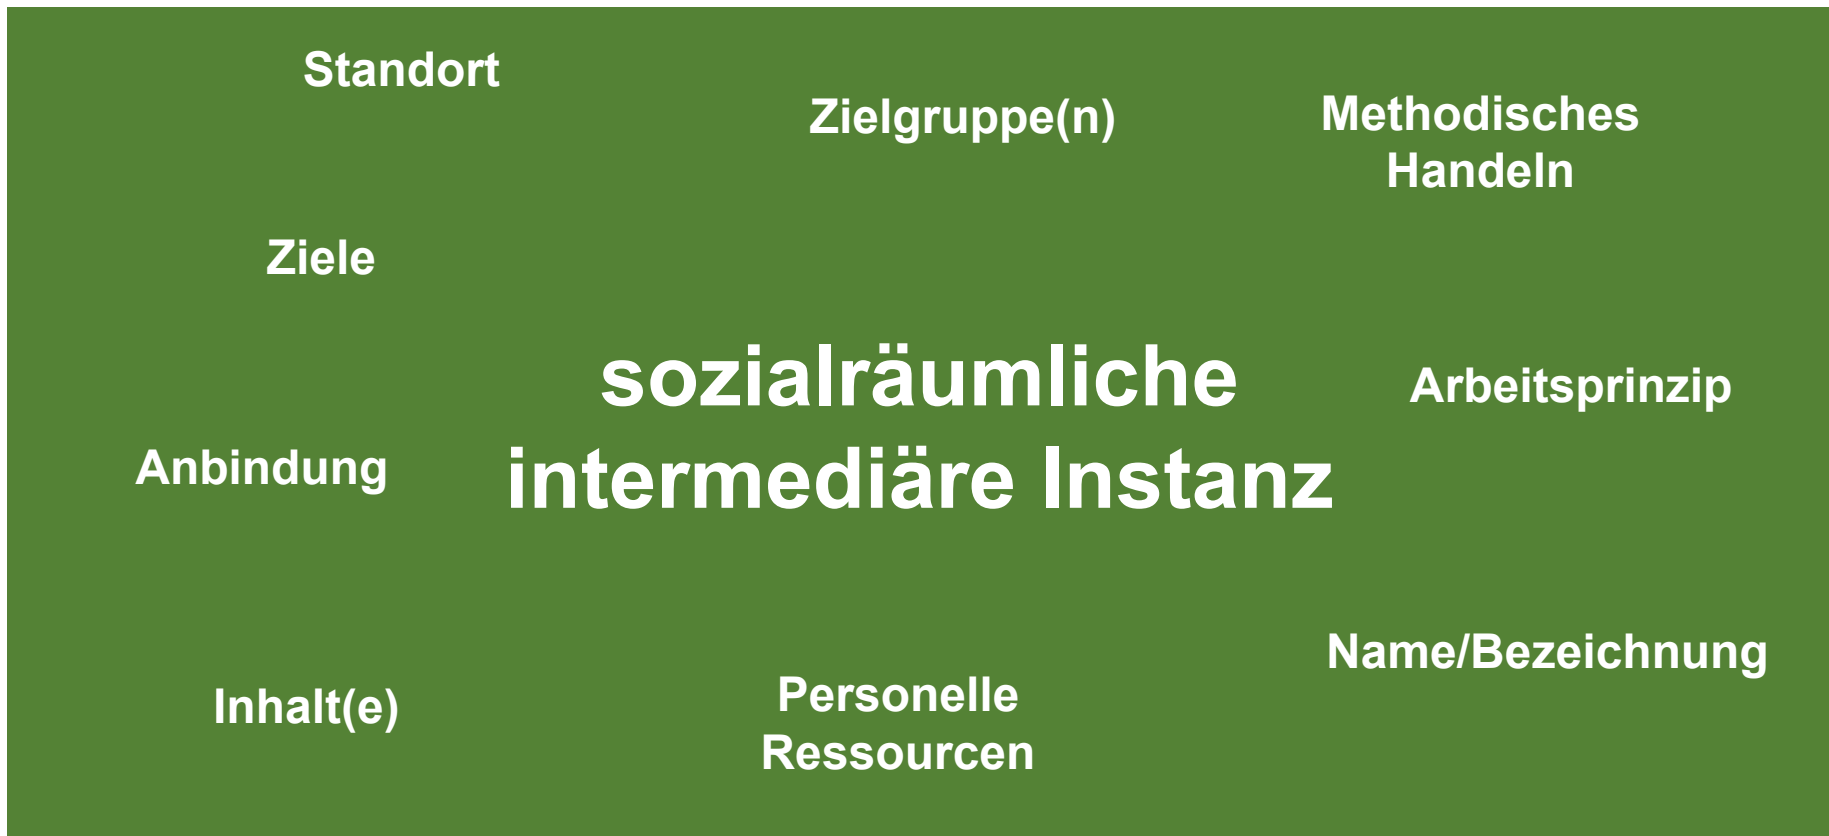 Standort
Zielgruppe(n)
Methodisches
Handeln
Ziele
sozialräumliche
intermediäre Instanz
Arbeitsprinzip
Anbindung
Name/Bezeichnung
Inhalt(e)
Personelle
Ressourcen